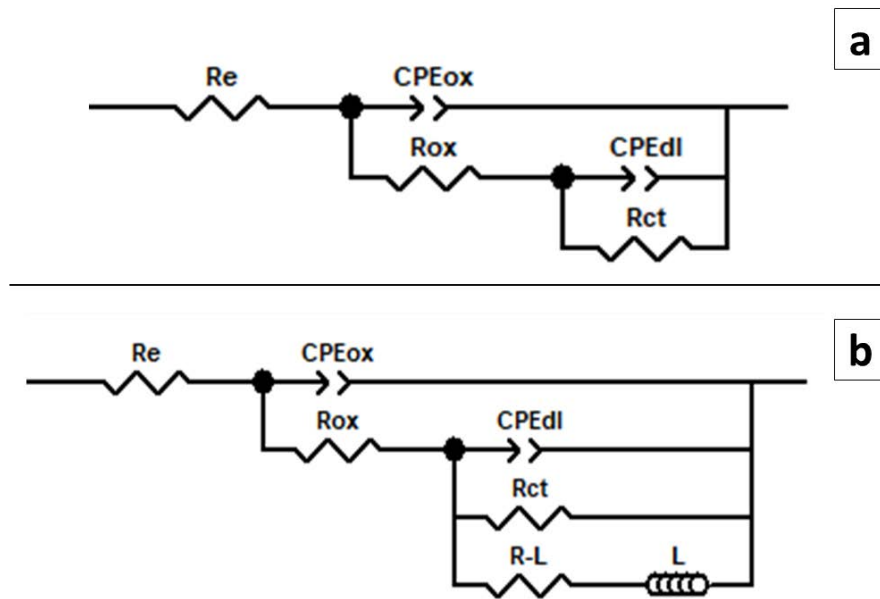 a
Re
CPEox
Rox
CPEdl
Rct
b
Re
CPEox
Rox
CPEdl
Rct
R-L
L